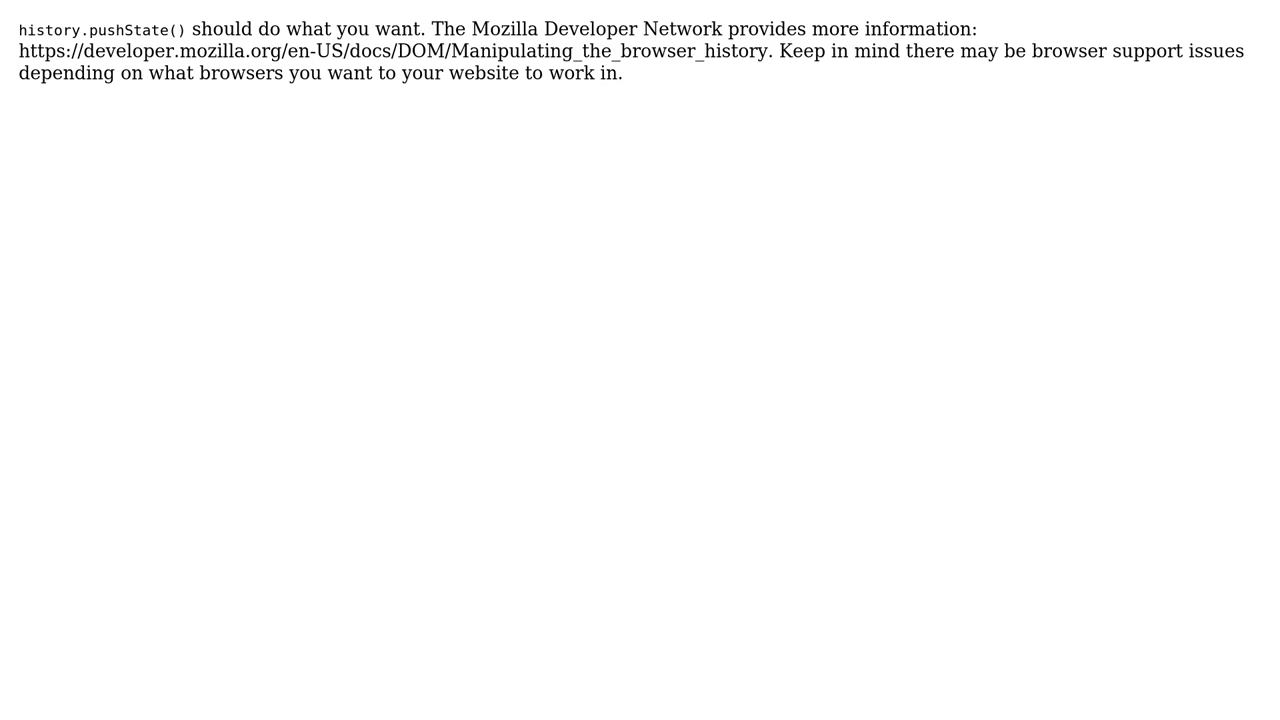 history.pushState() should do what you want. The Mozilla Developer Network provides more information:
https://developer.mozilla.org/en-US/docs/DOM/Manipulating_the_browser_history. Keep in mind there may be browser support issues
depending on what browsers you want to your website to work in.